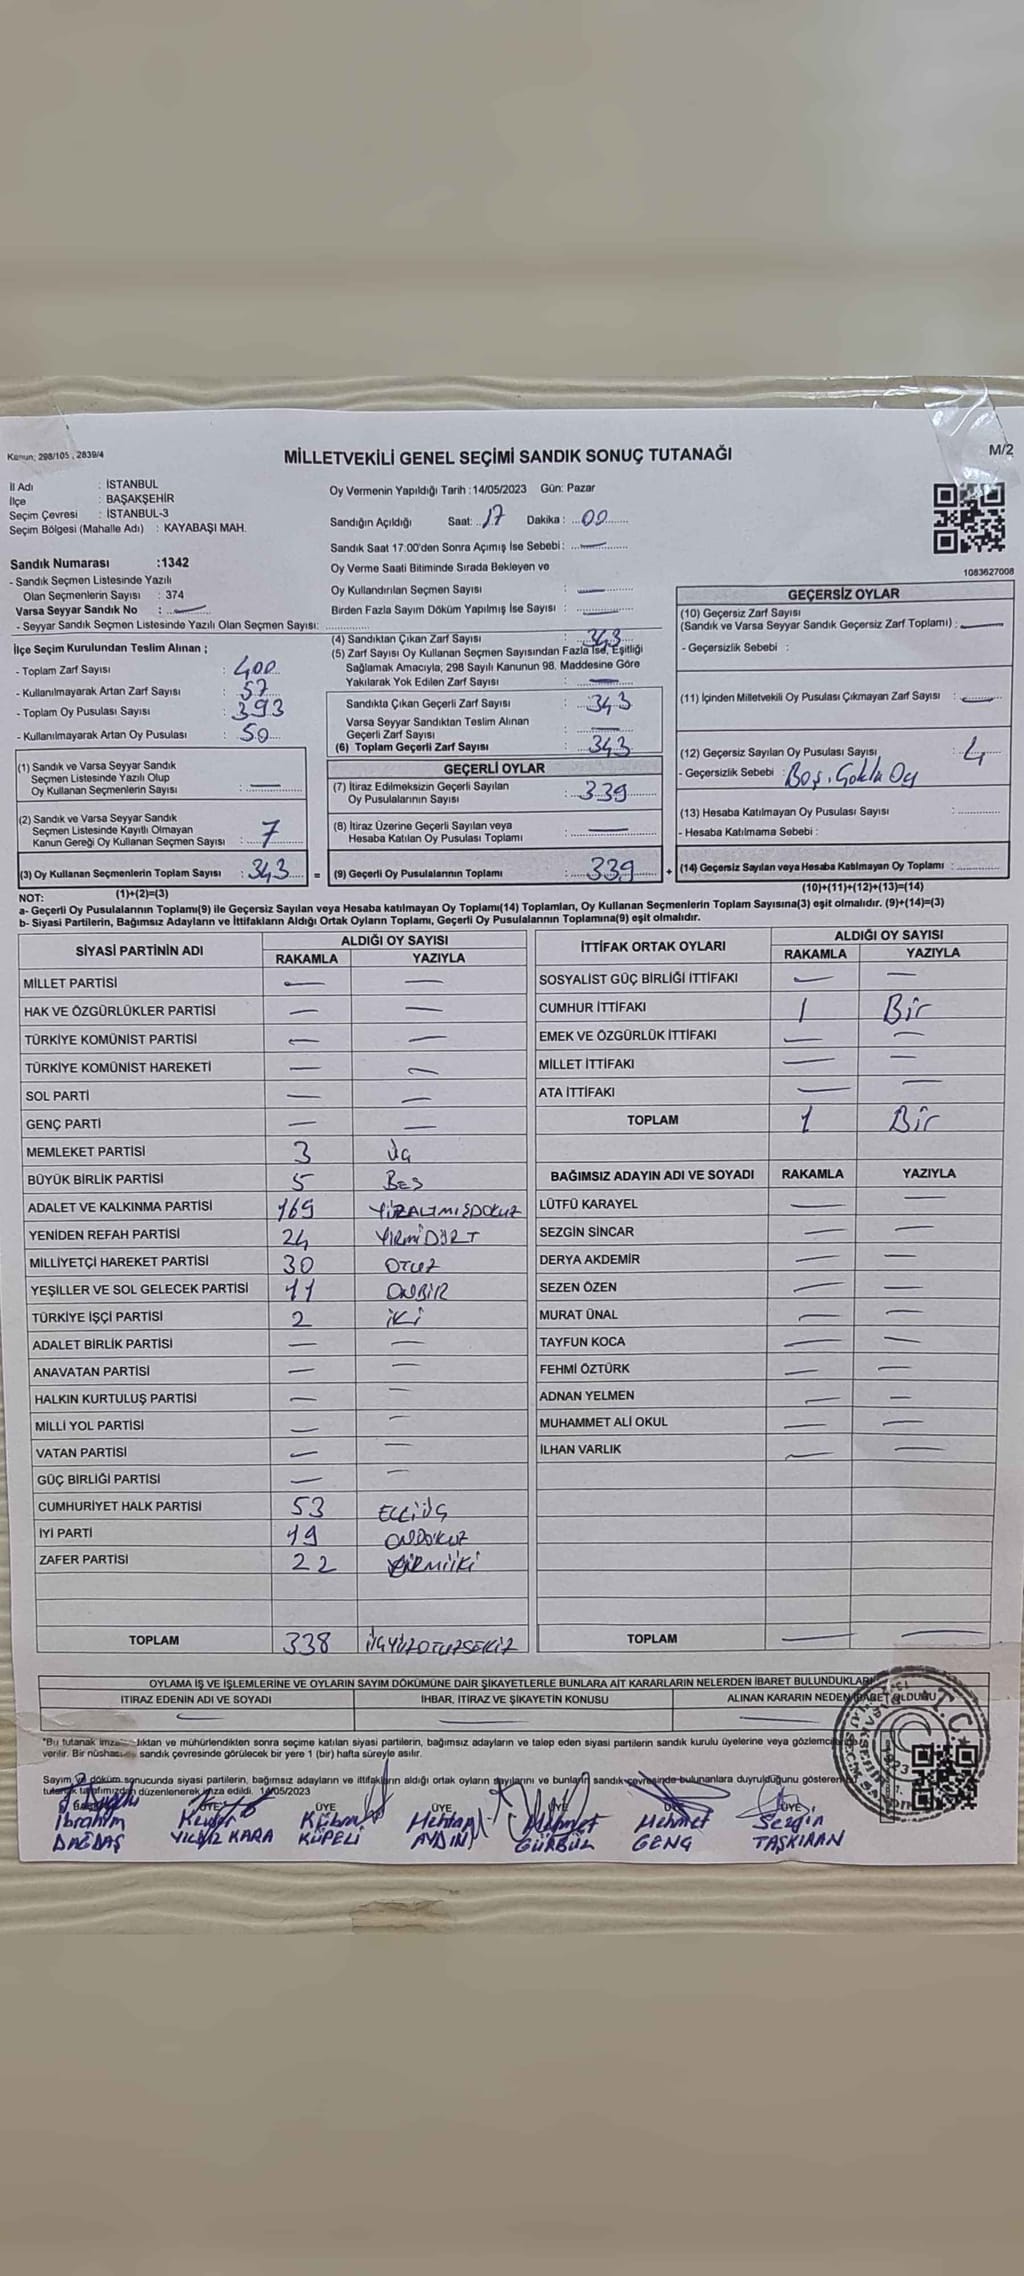 Kanun; 298/105 , 2839/4
MİLLETVEKİLİ GENEL SEÇİMİ SANDIK SONUÇ TUTANAĞI
M/2
İl Adı : İSTANBUL
İlçe : BAŞAKŞEHİR
Seçim Çevresi : İSTANBUL-3
Seçim Bölgesi (Mahalle Adı) : KAYABAŞI MAH.
Sandık Numarası :1342
- Sandık Seçmen Listesinde Yazılı
Olan Seçmenlerin Sayısı : 374
Varsa Seyyar Sandık No : —
- Seyyar Sandık Seçmen Listesinde Yazılı Olan Seçmen Sayısı:
İlçe Seçim Kurulundan Teslim Alınan ;
- Toplam Zarf Sayısı : 400
- Kullanılmayarak Artan Zarf Sayısı : 57
- Toplam Oy Pusulası Sayısı : 393
- Kullanılmayarak Artan Oy Pusulası : 50
(1) Sandık ve Varsa Seyyar Sandık
Seçmen Listesinde Yazılı Olup
Oy Kullanan Seçmenlerin Sayısı : —
(2) Sandık ve Varsa Seyyar Sandık
Seçmen Listesinde Kayıtlı Olmayan
Kanun Gereği Oy Kullanan Seçmen Sayısı : 7
(3) Oy Kullanan Seçmenlerin Toplam Sayısı : 343 =
Oy Vermenin Yapıldığı Tarih : 14/05/2023 Gün: Pazar
Sandığın Açıldığı Saat: 17 Dakika : 00
Sandık Saat 17:00'den Sonra Açımış İse Sebebi: —
Oy Verme Saati Bitiminde Sırada Bekleyen ve
Oy Kullandırılan Seçmen Sayısı : —
Birden Fazla Sayım Döküm Yapılmış İse Sayısı : —
(4) Sandıktan Çıkan Zarf Sayısı : 343
(5) Zarf Sayısı Oy Kullanan Seçmen Sayısından Fazla İse, Eşitliği
Sağlamak Amacıyla; 298 Sayılı Kanunun 98. Maddesine Göre
Yakılarak Yok Edilen Zarf Sayısı : —
Sandıkta Çıkan Geçerli Zarf Sayısı : 343
Varsa Seyyar Sandıktan Teslim Alınan
Geçerli Zarf Sayısı : —
(6) Toplam Geçerli Zarf Sayısı : 343
GEÇERLİ OYLAR
(7) İtiraz Edilmeksizin Geçerli Sayılan
Oy Pusulalarının Sayısı : 339
(8) İtiraz Üzerine Geçerli Sayılan veya
Hesaba Katılan Oy Pusulası Toplamı : —
(9) Geçerli Oy Pusulalarının Toplamı : 339 +
1083627008
GEÇERSİZ OYLAR
(10) Geçersiz Zarf Sayısı
(Sandık ve Varsa Seyyar Sandık Geçersiz Zarf Toplamı) : —
- Geçersizlik Sebebi :
(11) İçinden Milletvekili Oy Pusulası Çıkmayan Zarf Sayısı : —
(12) Geçersiz Sayılan Oy Pusulası Sayısı : 4
- Geçersizlik Sebebi : Boş,
(13) Hesaba Katılmayan Oy Pusulası Sayısı :
- Hesaba Katılmama Sebebi :
(14) Geçersiz Sayılan veya Hesaba Katılmayan Oy Toplamı :
NOT: (1)+(2)=(3) (10)+(11)+(12)+(13)=(14)
a- Geçerli Oy Pusulalarının Toplamı(9) ile Geçersiz Sayılan veya Hesaba katılmayan Oy Toplamı(14) Toplamları, Oy Kullanan Seçmenlerin Toplam Sayısına(3) eşit olmalıdır. (9)+(14)=(3)
b- Siyasi Partilerin, Bağımsız Adayların ve İttifakların Aldığı Ortak Oyların Toplamı, Geçerli Oy Pusulalarının Toplamına(9) eşit olmalıdır.
SİYASİ PARTİNİN ADI ALDIĞI OY SAYISI
RAKAMLA YAZIYLA
MİLLET PARTİSİ — —
HAK VE ÖZGÜRLÜKLER PARTİSİ — —
TÜRKİYE KOMÜNİST PARTİSİ — —
TÜRKİYE KOMÜNİST HAREKETİ — —
SOL PARTİ — —
GENÇ PARTİ — —
MEMLEKET PARTİSİ 3 Üç
BÜYÜK BİRLİK PARTİSİ 5 BEŞ
ADALET VE KALKINMA PARTİSİ 169 YÜZALTMIŞDOKUZ
YENİDEN REFAH PARTİSİ 24 YİRMİDÖRT
MİLLİYETÇİ HAREKET PARTİSİ 30 OTUZ
YEŞİLLER VE SOL GELECEK PARTİSİ 11 ONBİR
TÜRKİYE İŞÇİ PARTİSİ 2 İKİ
ADALET BİRLİK PARTİSİ — —
ANAVATAN PARTİSİ — —
HALKIN KURTULUŞ PARTİSİ — —
MİLLİ YOL PARTİSİ — —
VATAN PARTİSİ — —
GÜÇ BİRLİĞİ PARTİSİ — —
CUMHURİYET HALK PARTİSİ 53 ELLİÜÇ
İYİ PARTİ 19 ONDOKUZ
ZAFER PARTİSİ 22 YİRMİİKİ
TOPLAM 338 ÜÇYÜZOTUZSEKİZ
İTTİFAK ORTAK OYLARI ALDIĞI OY SAYISI
RAKAMLA YAZIYLA
SOSYALİST GÜÇ BİRLİĞİ İTTİFAKI — —
CUMHUR İTTİFAKI 1 Bir
EMEK VE ÖZGÜRLÜK İTTİFAKI — —
MİLLET İTTİFAKI — —
ATA İTTİFAKI — —
TOPLAM 1 Bir
BAĞIMSIZ ADAYIN ADI VE SOYADI RAKAMLA YAZIYLA
LÜTFÜ KARAYEL — —
SEZGİN SİNCAR — —
DERYA AKDEMİR — —
SEZEN ÖZEN — —
MURAT ÜNAL — —
TAYFUN KOCA — —
FEHMİ ÖZTÜRK — —
ADNAN YELMEN — —
MUHAMMET ALİ OKUL — —
İLHAN VARLIK — —
TOPLAM — —
OYLAMA İŞ VE İŞLEMLERİNE VE OYLARIN SAYIM DÖKÜMÜNE DAİR ŞİKAYETLERLE BUNLARA AİT KARARLARIN NELERDEN İBARET BULUNDUKLARI
İTİRAZ EDENİN ADI VE SOYADI İHBAR, İTİRAZ VE ŞİKAYETİN KONUSU ALINAN KARARIN NEDEN İBARET OLDUĞU
— — —
*Bu tutanak ve mühürlendikten sonra seçime katılan siyasi partilerin, bağımsız adayların ve talep eden siyasi partilerin sandık kurulu üyelerine veya
verilir. Bir nüshası sandık çevresinde görülecek bir yere 1 (bir) hafta süreyle asılır.
Sayım döküm sonucunda siyasi partilerin, bağımsız adayların ve ittifakların aldığı ortak oyların sayılarını ve bunların sandık çevresinde bulunanlara duyurulduğunu gösteren
tutanak tarafımızdan düzenlenerek imza edildi. 14/05/2023
ÜYE ÜYE ÜYE ÜYE ÜYE ÜYE
İbrahim Kübra Mehtap Mehmet Mehmet Sezgin
DAĞDAŞ YILDIZ KARA KÜPELİ AYDIN GÜRBÜL GENÇ TAŞKIRAN
T.C.